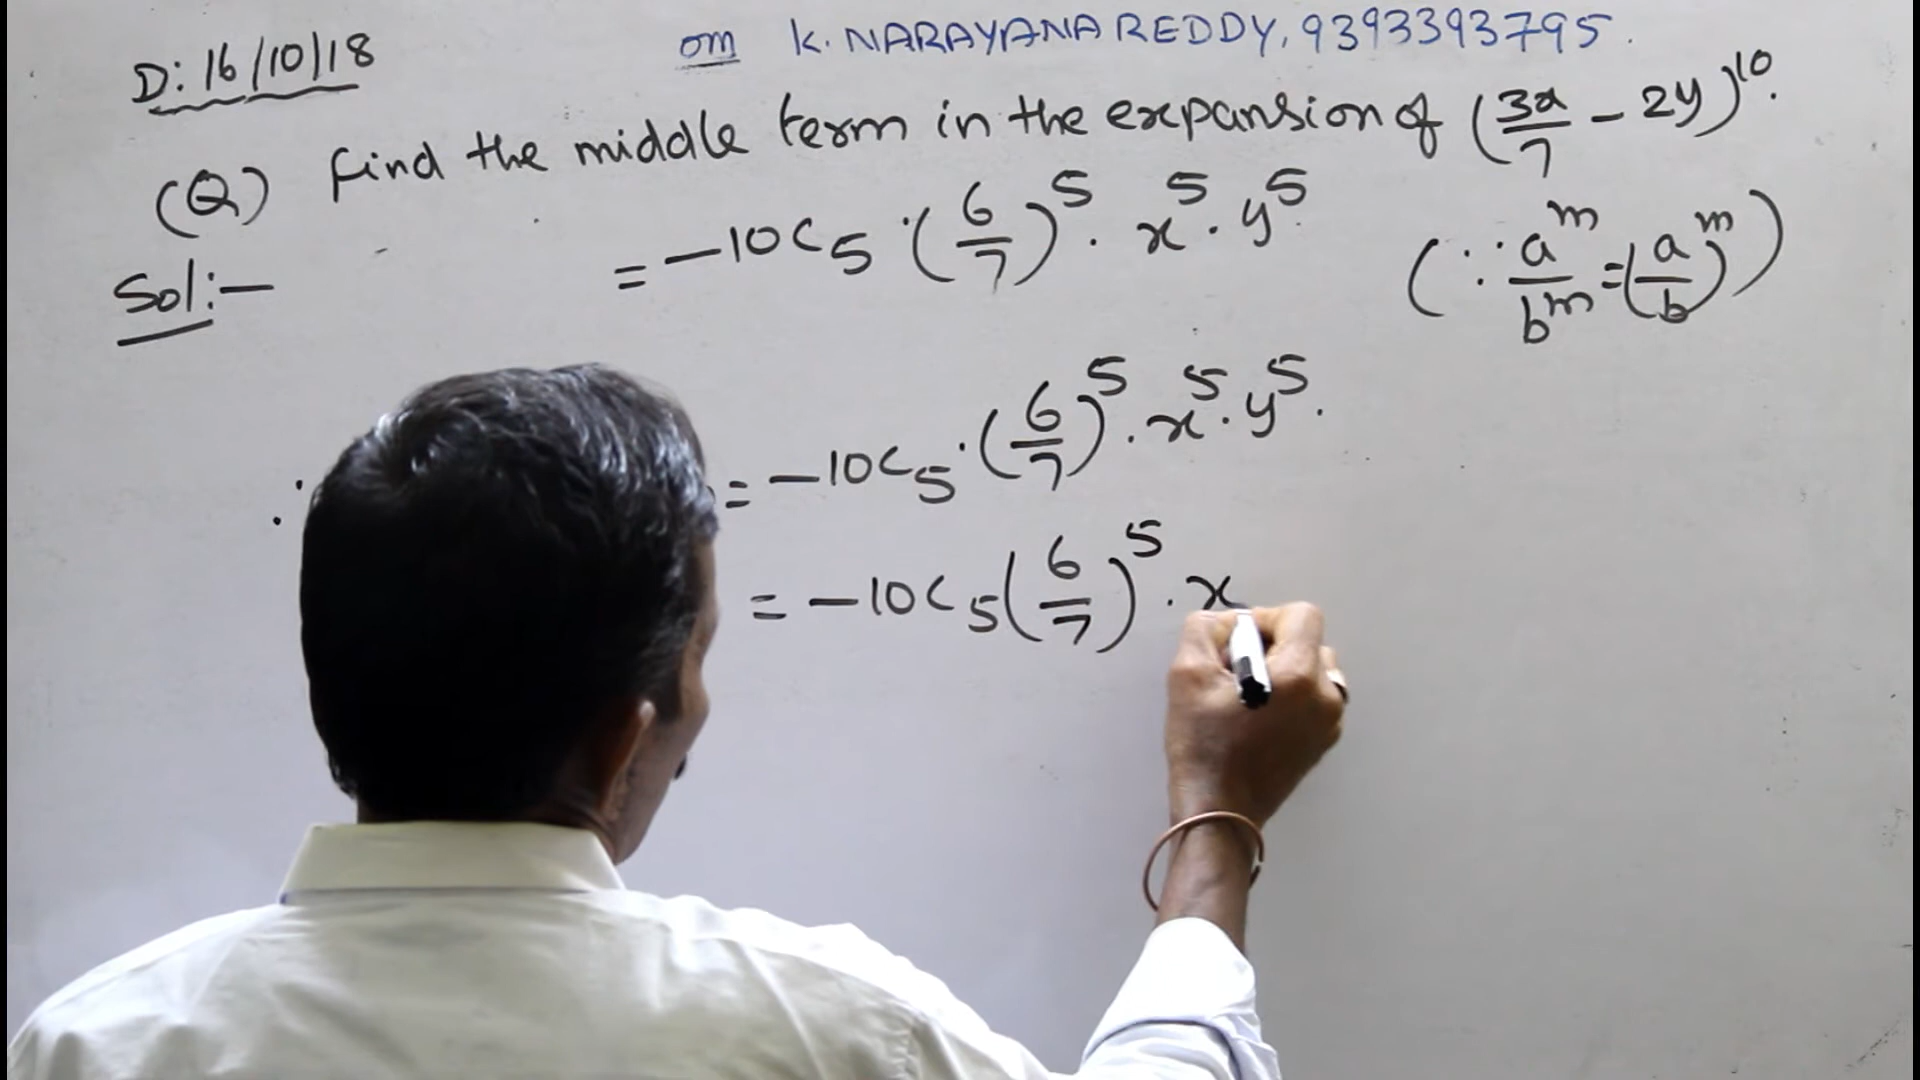 D: 16/10/18
om K. NARAYANA REDDY, 9393393795.
(Q) Find the middle term in the expansion of (3x/7 - 2y)^10.
Sol:-
= -10C5 · (6/7)^5 · x^5 · y^5. (∵ a^m/b^m = (a/b)^m)
∴ = -10C5 · (6/7)^5 · x^5 · y^5.
= -10C5 (6/7)^5 · x